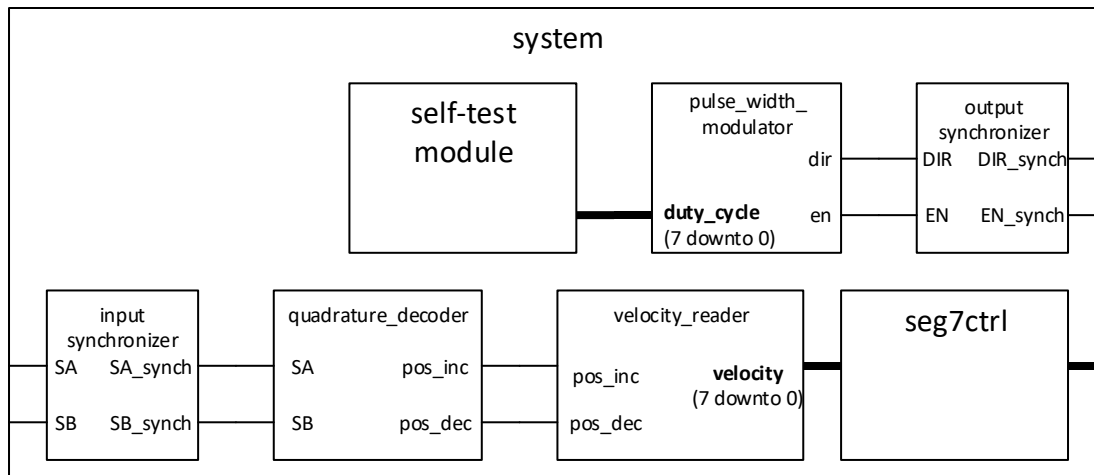 system
self-test
module
pulse_width_
modulator
dir
duty_cycle
en
(7 downto 0)
output
synchronizer
DIR DIR_synch
EN EN_synch
input
synchronizer
SA SA_synch
SB SB_synch
quadrature_decoder
SA pos_inc
SB pos_dec
velocity_reader
pos_inc
velocity
(7 downto 0)
pos_dec
seg7ctrl